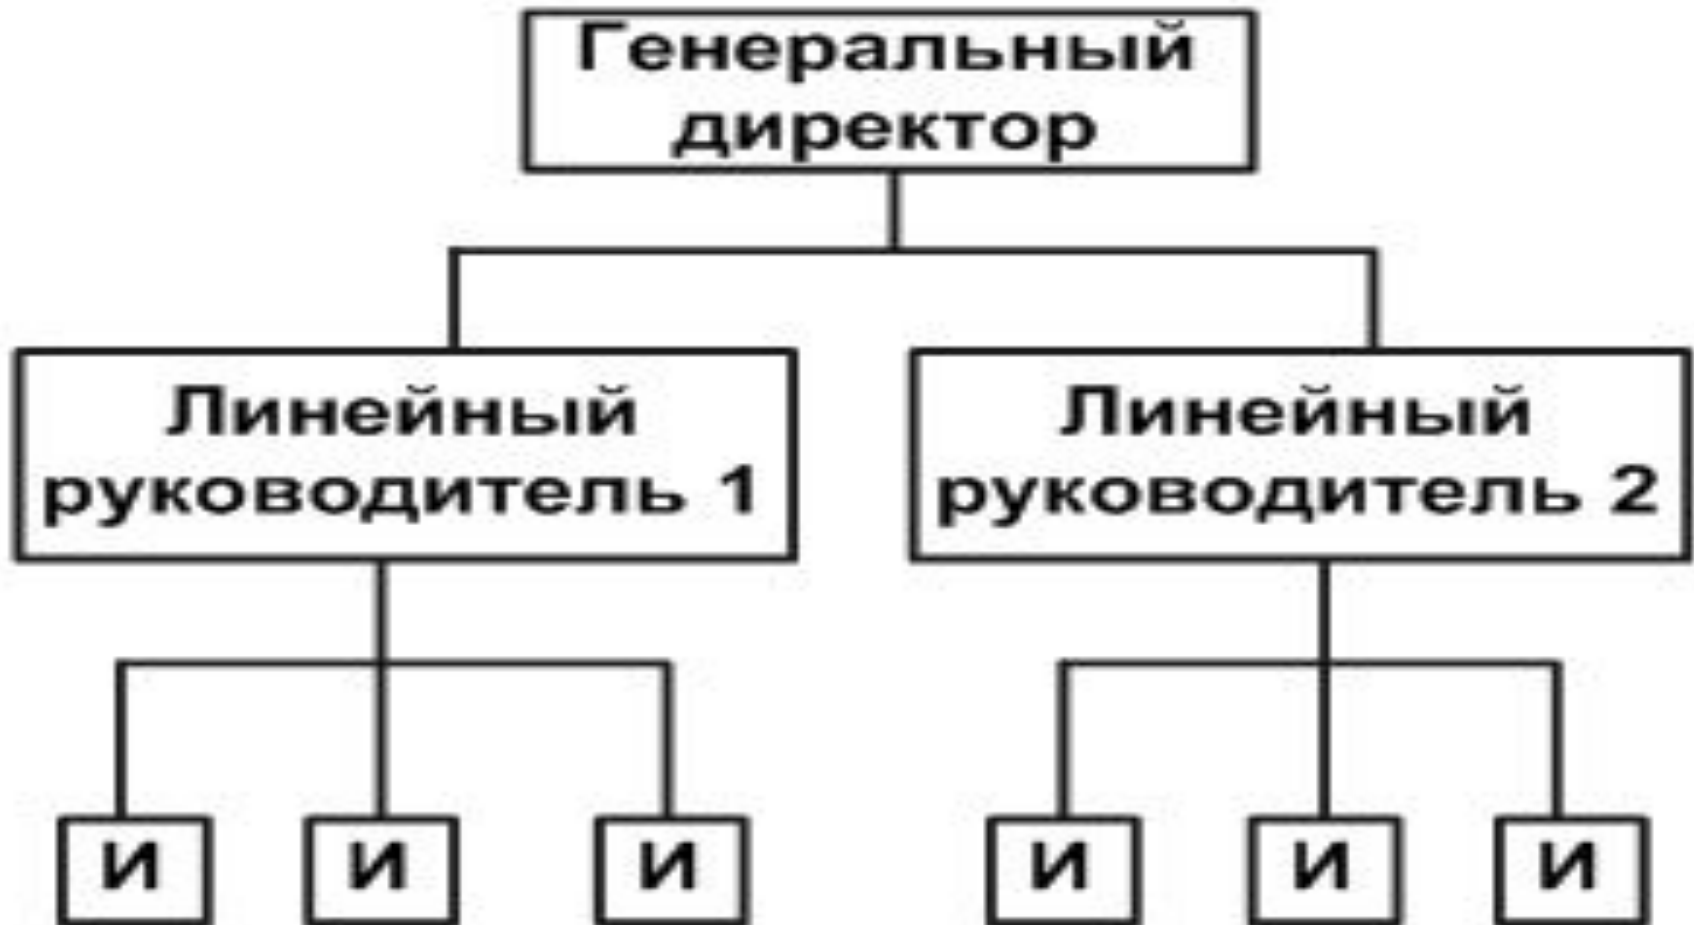 Генеральный
директор
Линейный
руководитель 1
Линейный
руководитель 2
И И И И И И